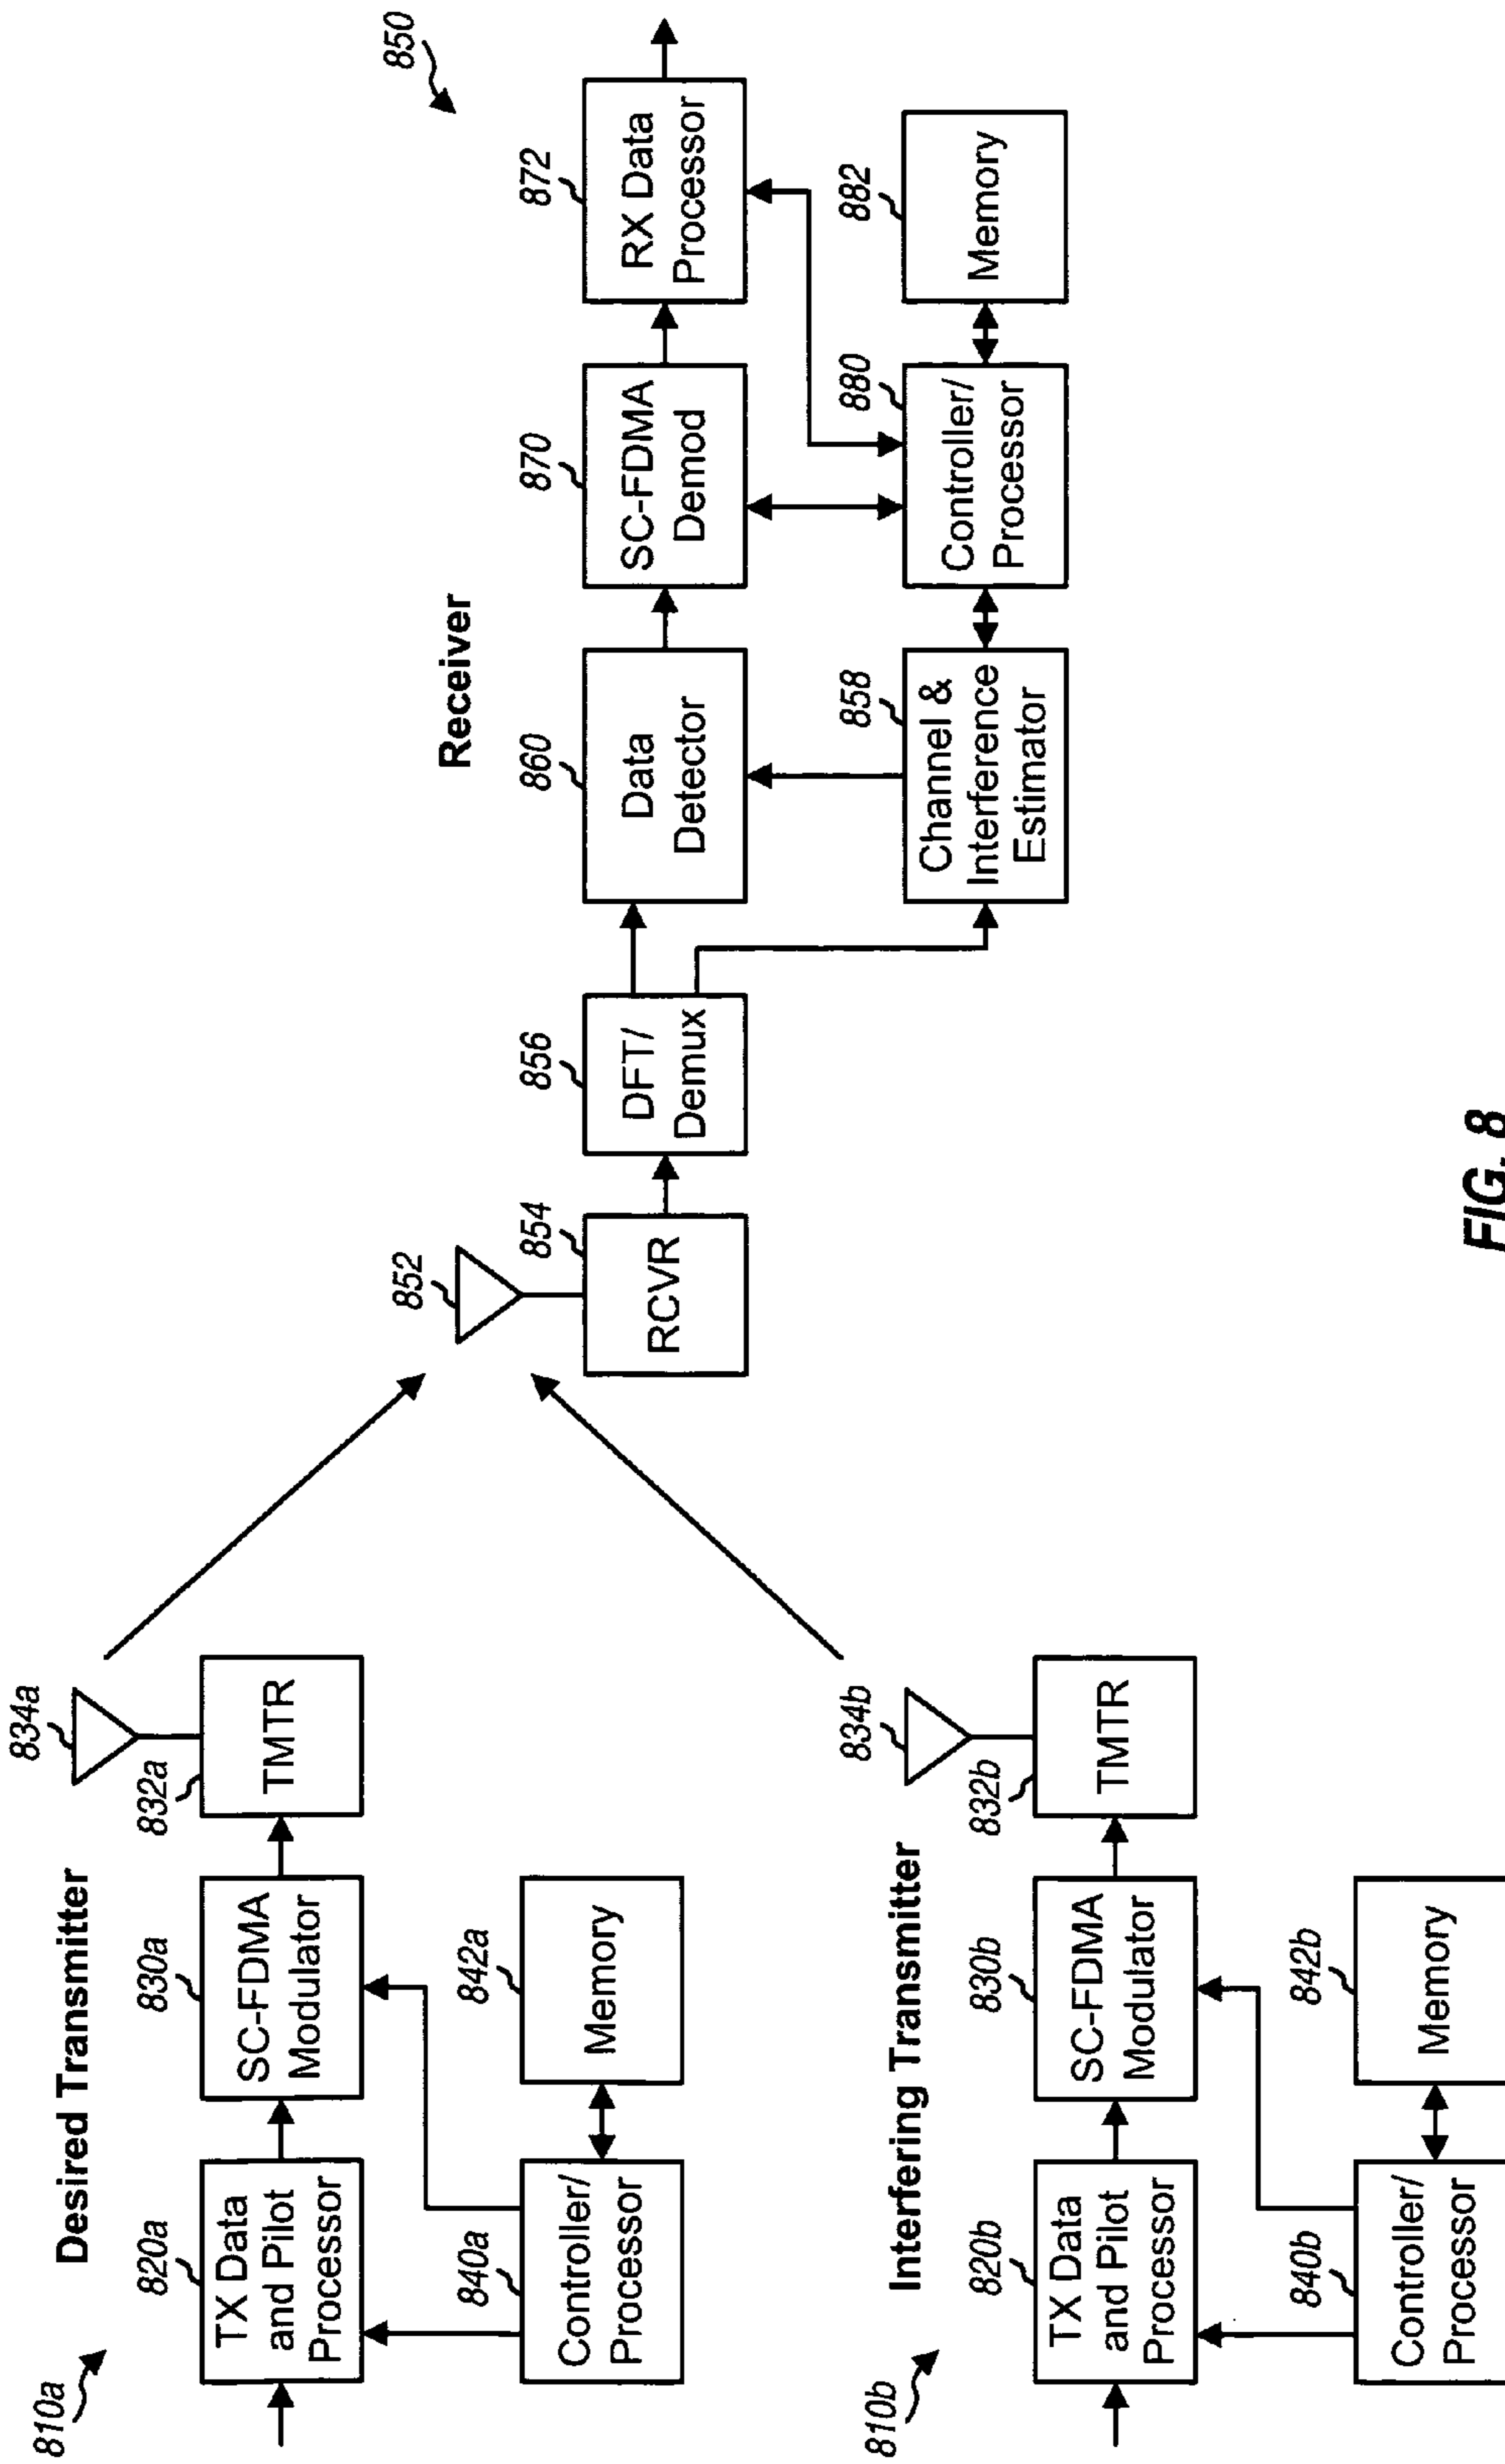 810a
Desired Transmitter
834a
820a
TX Data
and Pilot
Processor
830a
SC-FDMA
Modulator
832a
TMTR
840a
Controller/
Processor
842a
Memory
810b
Interfering Transmitter
834b
820b
TX Data
and Pilot
Processor
830b
SC-FDMA
Modulator
832b
TMTR
840b
Controller/
Processor
842b
Memory
850
Receiver
852
854
RCVR
856
DFT/
Demux
860
Data
Detector
870
SC-FDMA
Demod
872
RX Data
Processor
858
Channel &
Interference
Estimator
880
Controller/
Processor
882
Memory
FIG. 8